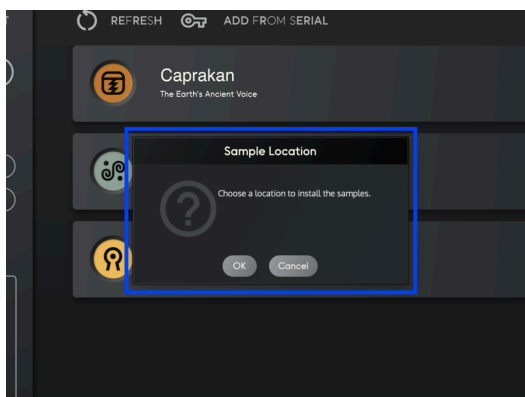 REFRESH ADD FROM SERIAL
Caprakan
The Earth's Ancient Voice
Sample Location
Choose a location to install the samples.
OK Cancel